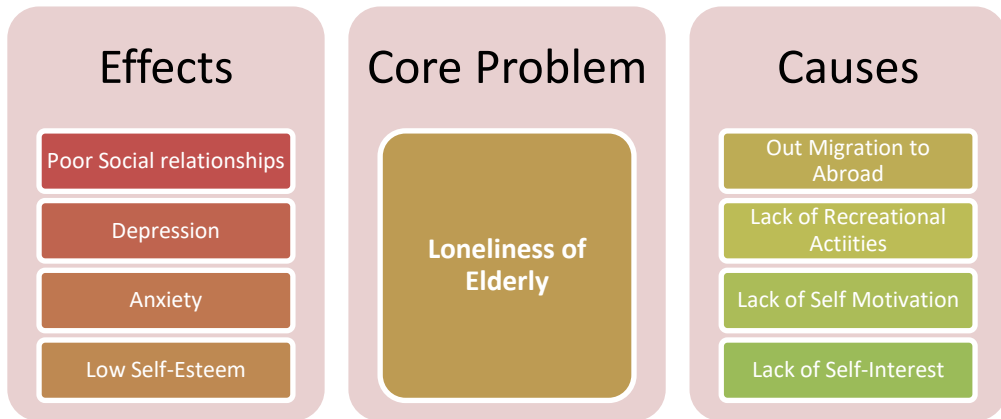 Effects
Poor Social relationships
Depression
Anxiety
Low Self-Esteem
Core Problem
Loneliness of
Elderly
Causes
Out Migration to
Abroad
Lack of Recreational
Actiities
Lack of Self Motivation
Lack of Self-Interest